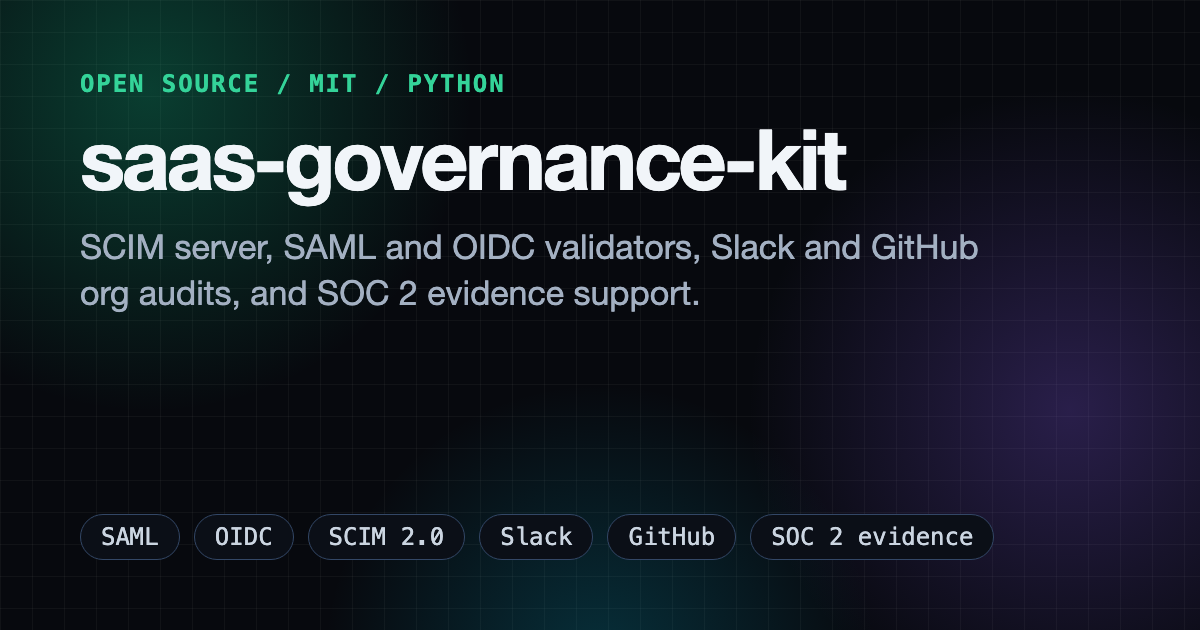 OPEN SOURCE / MIT / PYTHON
saas-governance-kit
SCIM server, SAML and OIDC validators, Slack and GitHub
org audits, and SOC 2 evidence support.
SAML OIDC SCIM 2.0 Slack GitHub SOC 2 evidence